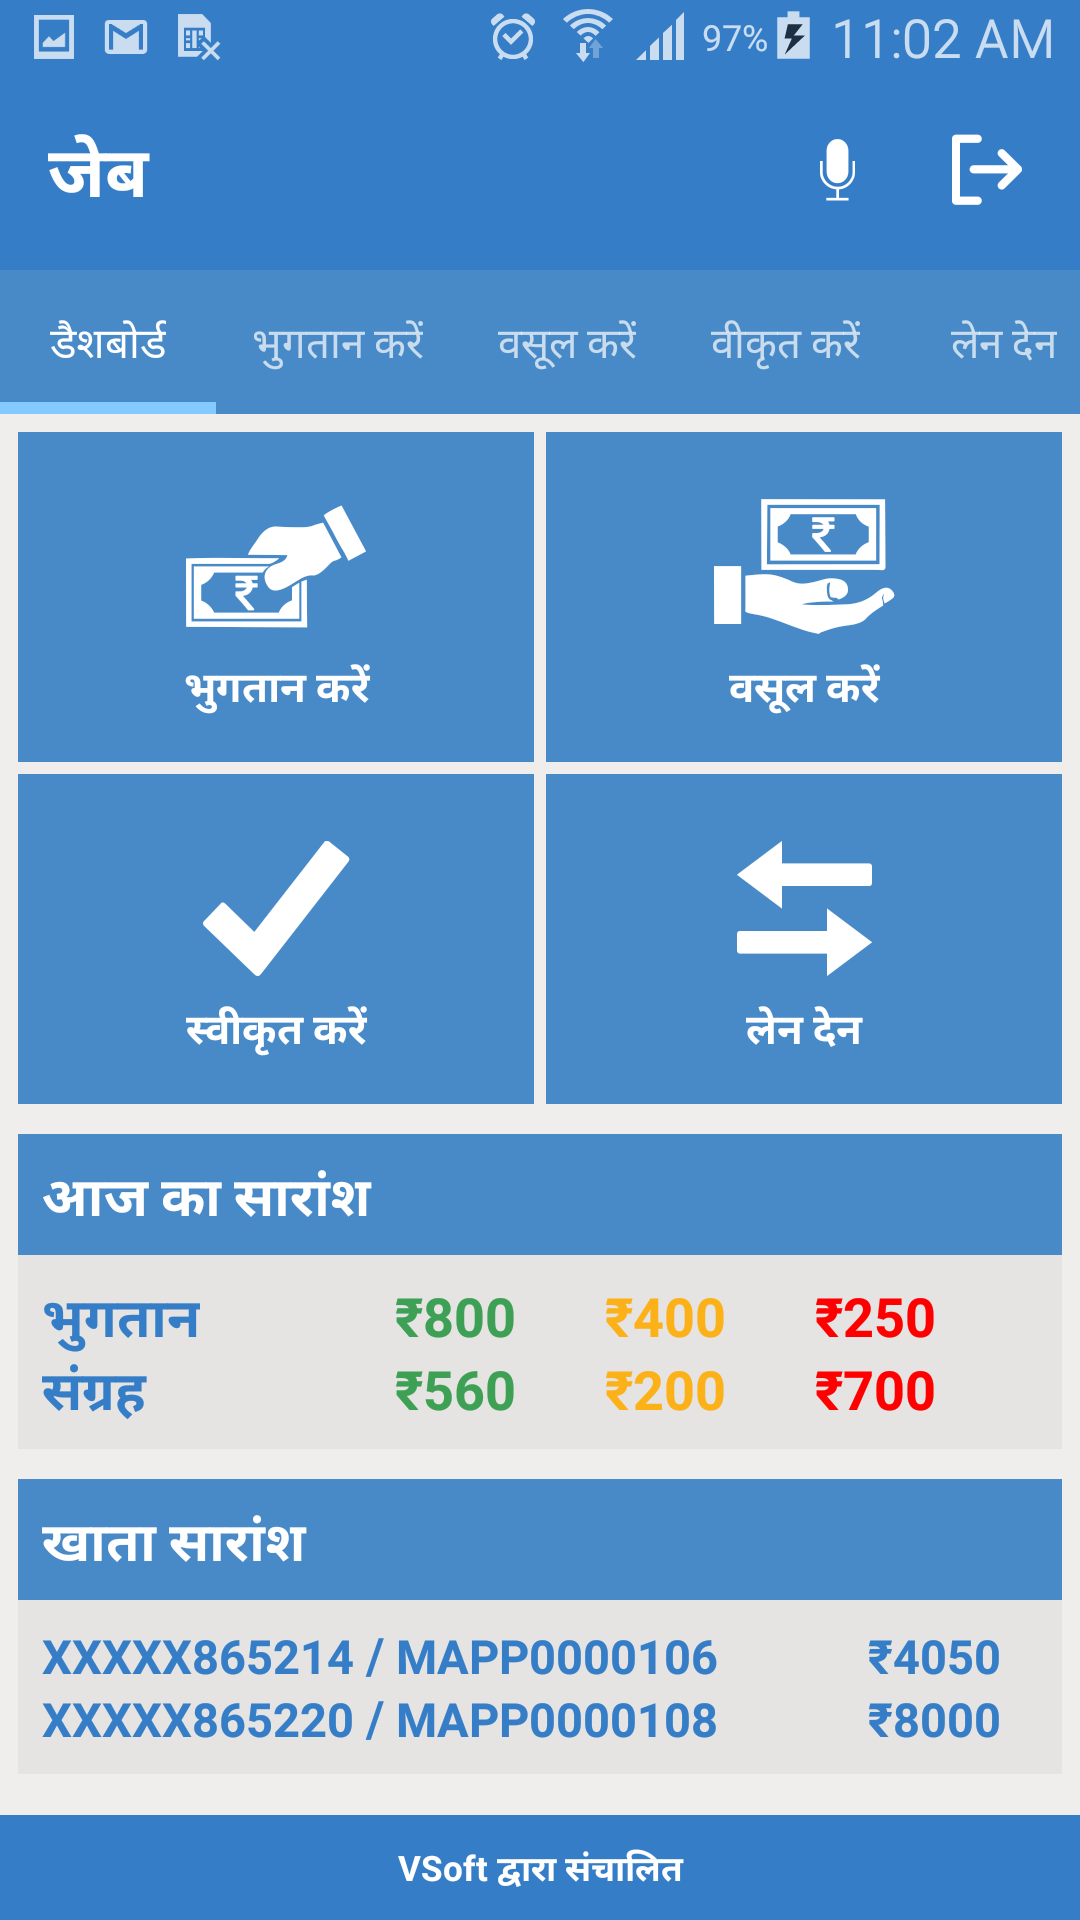 97% 11:02 AM
जेब
डैशबोर्ड भुगतान करें वसूल करें वीकृत करें लेन देन
₹ ₹
भुगतान करें वसूल करें
स्वीकृत करें लेन देन
आज का सारांश
भुगतान ₹800 ₹400 ₹250
संग्रह ₹560 ₹200 ₹700
खाता सारांश
XXXXX865214 / MAPP0000106 ₹4050
XXXXX865220 / MAPP0000108 ₹8000
VSoft द्वारा संचालित